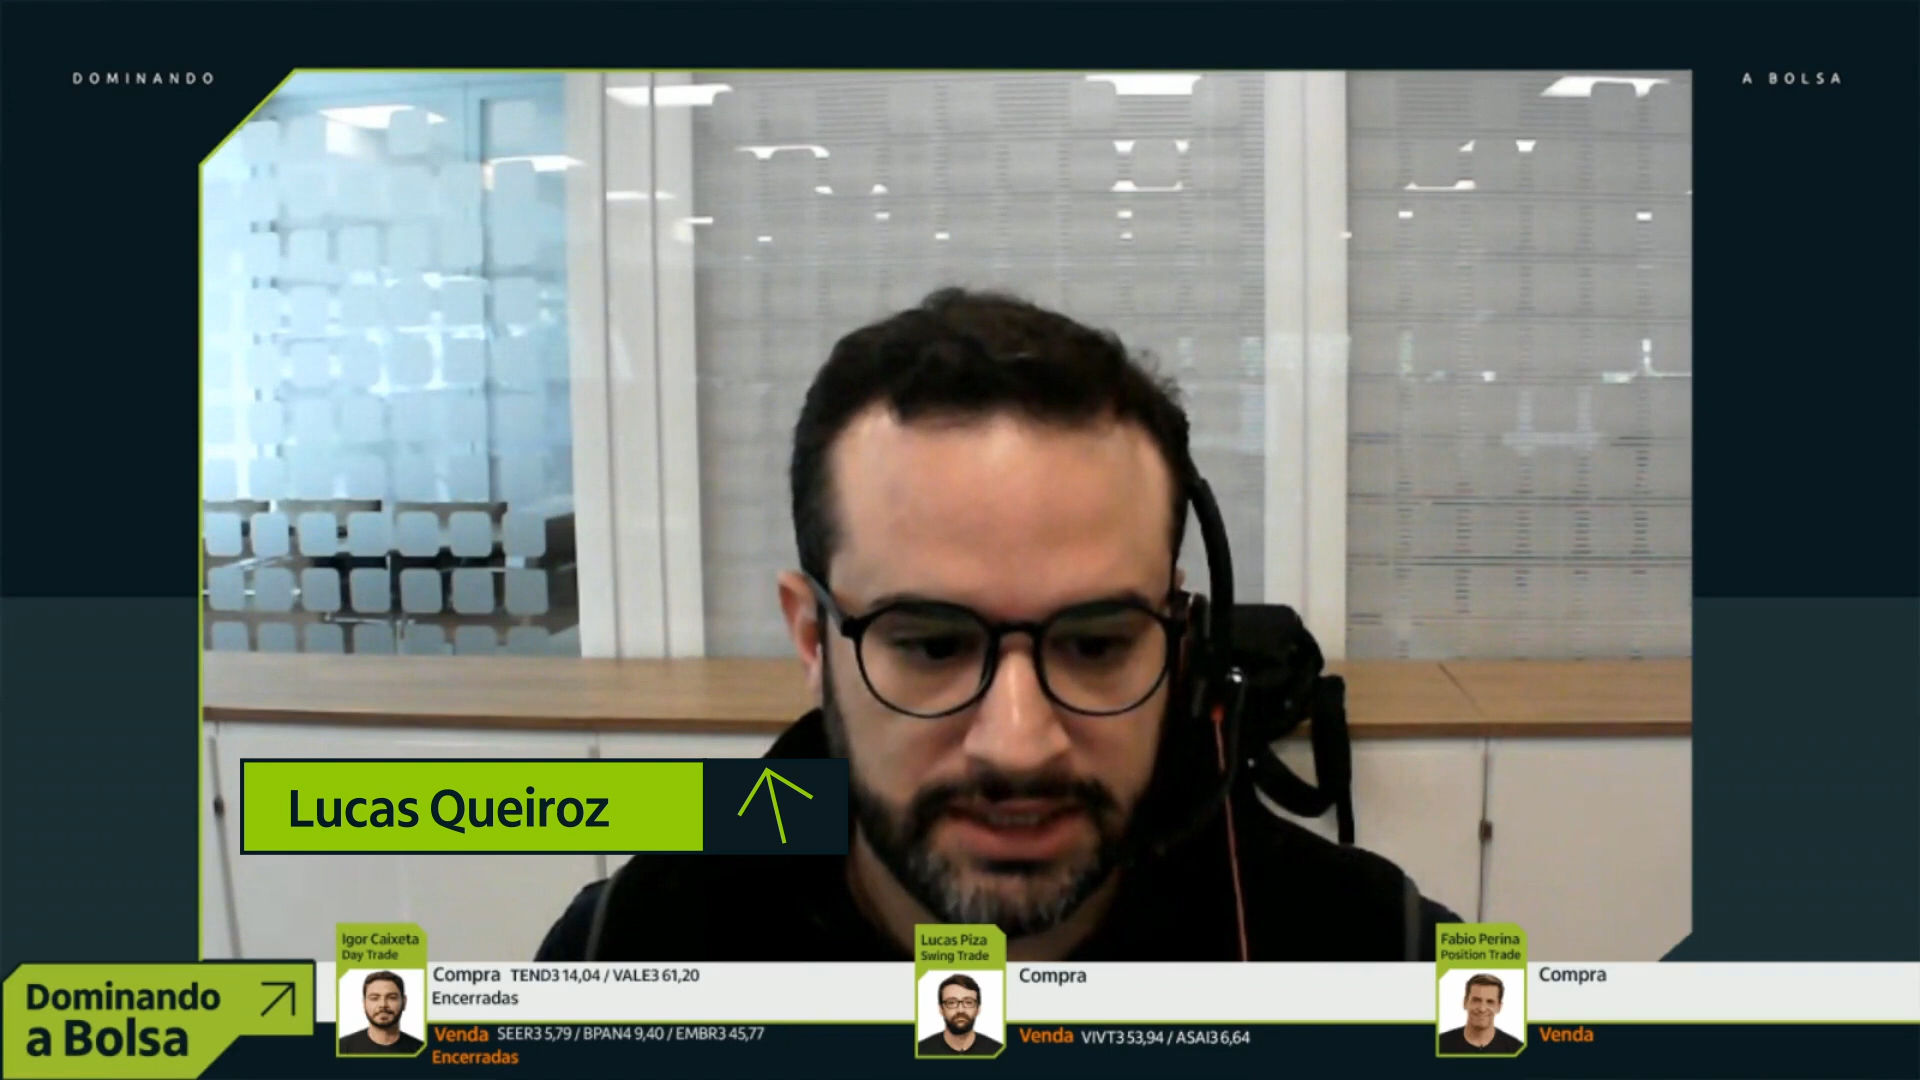 DOMINANDO
A BOLSA
Lucas Queiroz
Igor Caixeta
Day Trade
Compra TEND3 14,04 / VALE3 61,20
Encerradas
Venda SEER3 5,79 / BPAN4 9,40 / EMBR3 45,77
Encerradas
Lucas Piza
Swing Trade
Compra
Venda VIVT3 53,94 / ASAI3 6,64
Fabio Perina
Position Trade
Compra
Venda
Dominando
a Bolsa